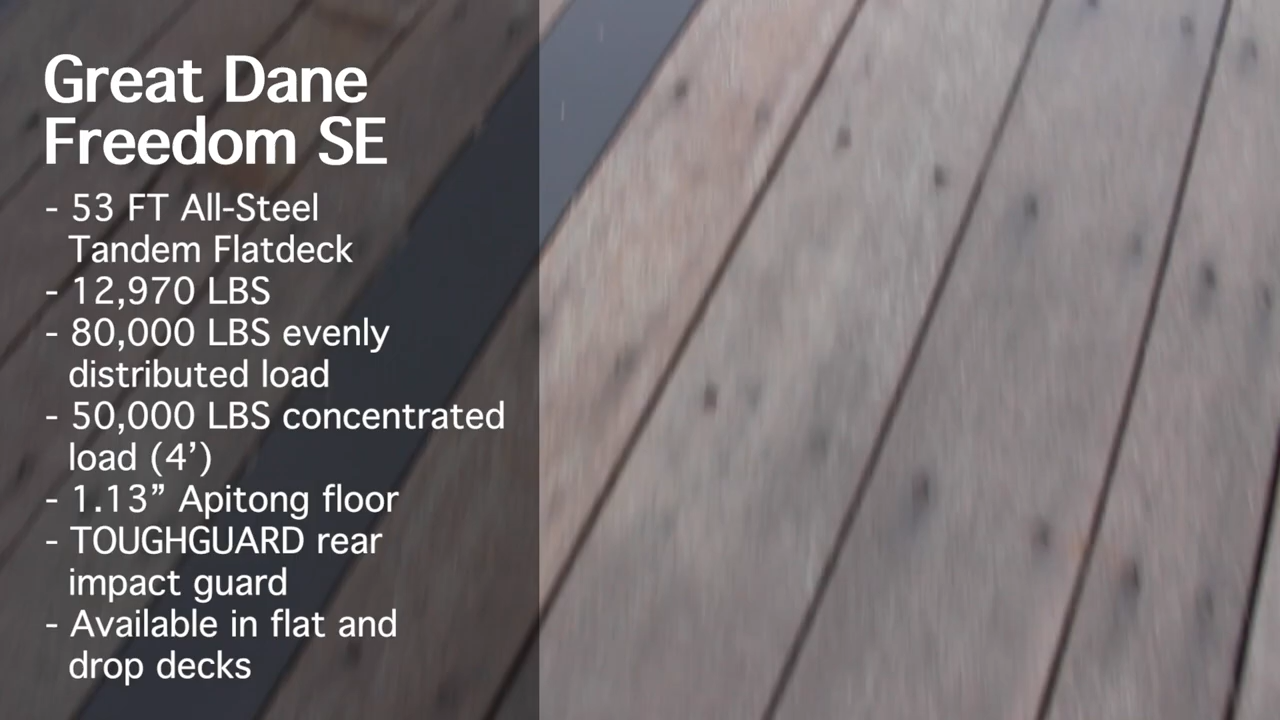 Great Dane
Freedom SE
- 53 FT All-Steel
Tandem Flatdeck
- 12,970 LBS
- 80,000 LBS evenly
distributed load
- 50,000 LBS concentrated
load (4’)
- 1.13” Apitong floor
- TOUGHGUARD rear
impact guard
- Available in flat and
drop decks